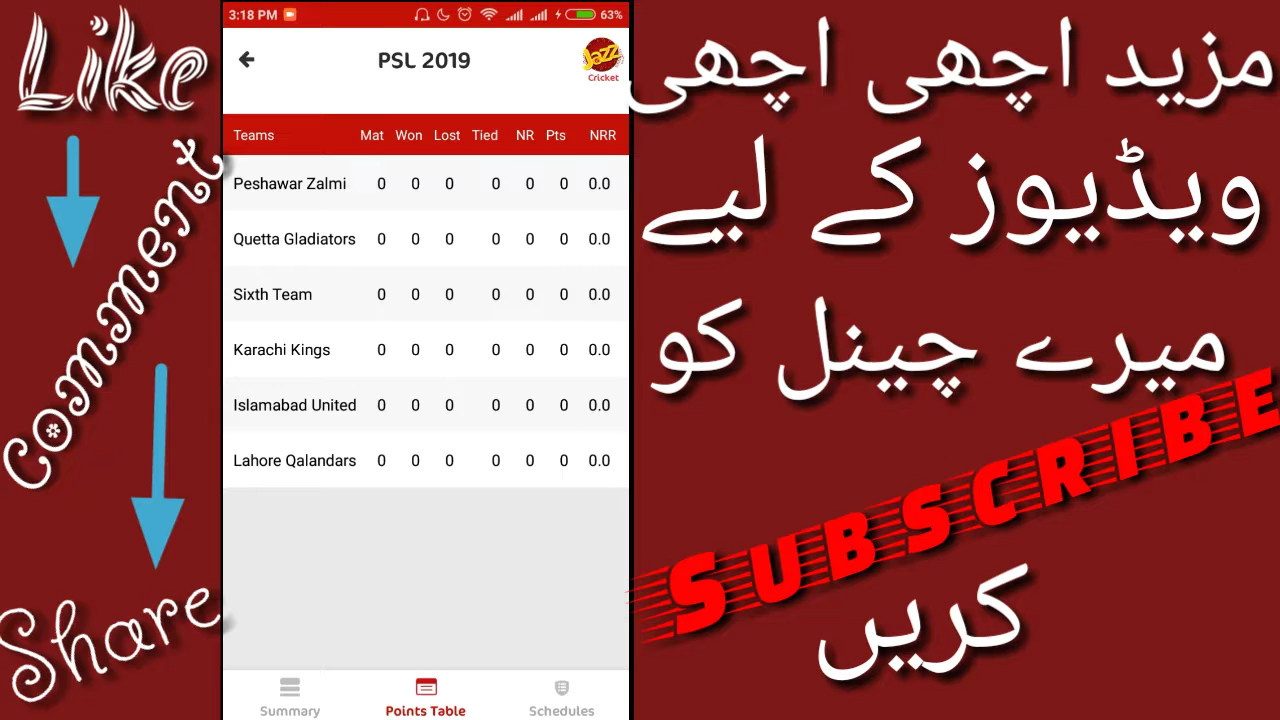 Like
Comment
Share
3:18 PM 63%
PSL 2019
Jazz
Cricket
Teams Mat Won Lost Tied NR Pts NRR
Peshawar Zalmi 0 0 0 0 0 0 0.0
Quetta Gladiators 0 0 0 0 0 0 0.0
Sixth Team 0 0 0 0 0 0 0.0
Karachi Kings 0 0 0 0 0 0 0.0
Islamabad United 0 0 0 0 0 0 0.0
Lahore Qalandars 0 0 0 0 0 0 0.0
Summary Points Table Schedules
مزید اچھی اچھی
ویڈیوز کے لیے
میرے چینل کو
SUBSCRIBE
کریں